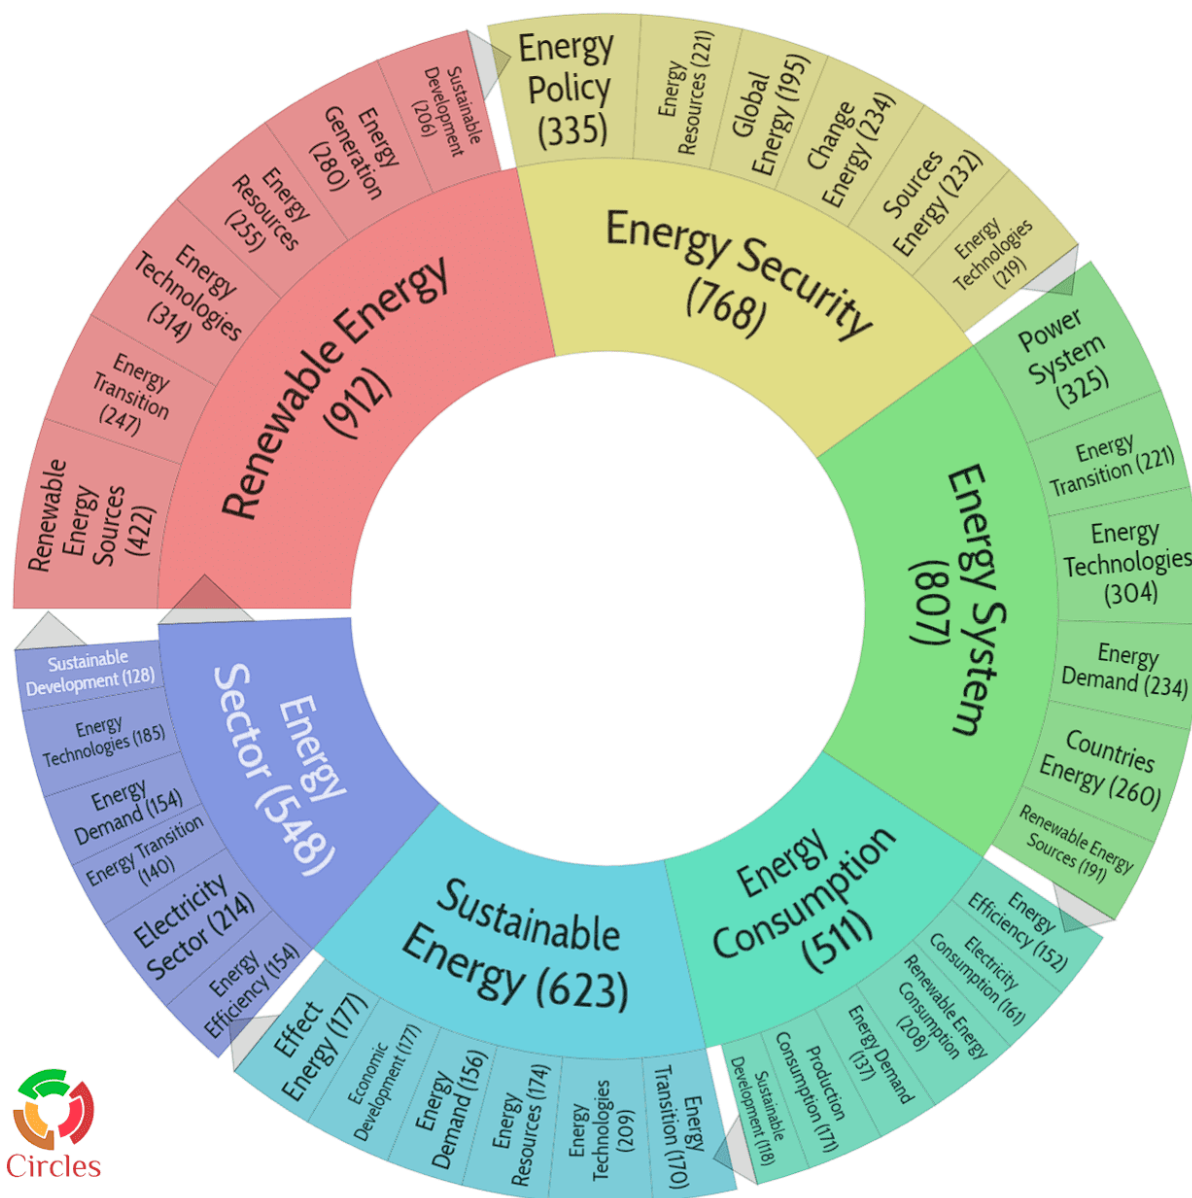 Energy
Policy
(335)
Energy
Resources (221)
Global
Energy (195)
Change
Energy (234)
Sources
Energy (232)
Energy
Technologies
(219)
Energy Security
(768)
Power
System
(325)
Energy
Transition (221)
Energy
Technologies
(304)
Energy
Demand (234)
Countries
Energy (260)
Renewable Energy
Sources (191)
Energy System
(807)
Energy
Efficiency (152)
Electricity
Consumption (161)
Renewable Energy
Consumption
(208)
Energy Demand
(137)
Production
Consumption (171)
Sustainable
Development (118)
Energy
Consumption
(511)
Energy
Transition (170)
Energy
Technologies
(209)
Energy
Resources (174)
Energy
Demand (156)
Economic
Development (177)
Effect
Energy (177)
Sustainable
Energy (623)
Energy
Efficiency (154)
Electricity
Sector (214)
Energy Transition
(140)
Energy
Demand (154)
Energy
Technologies (185)
Sustainable
Development (128)
Energy
Sector (548)
Renewable
Energy
Sources
(422)
Energy
Transition
(247)
Energy
Technologies
(314)
Energy
Resources
(255)
Energy
Generation
(280)
Sustainable
Development
(206)
Renewable Energy
(912)
Circles